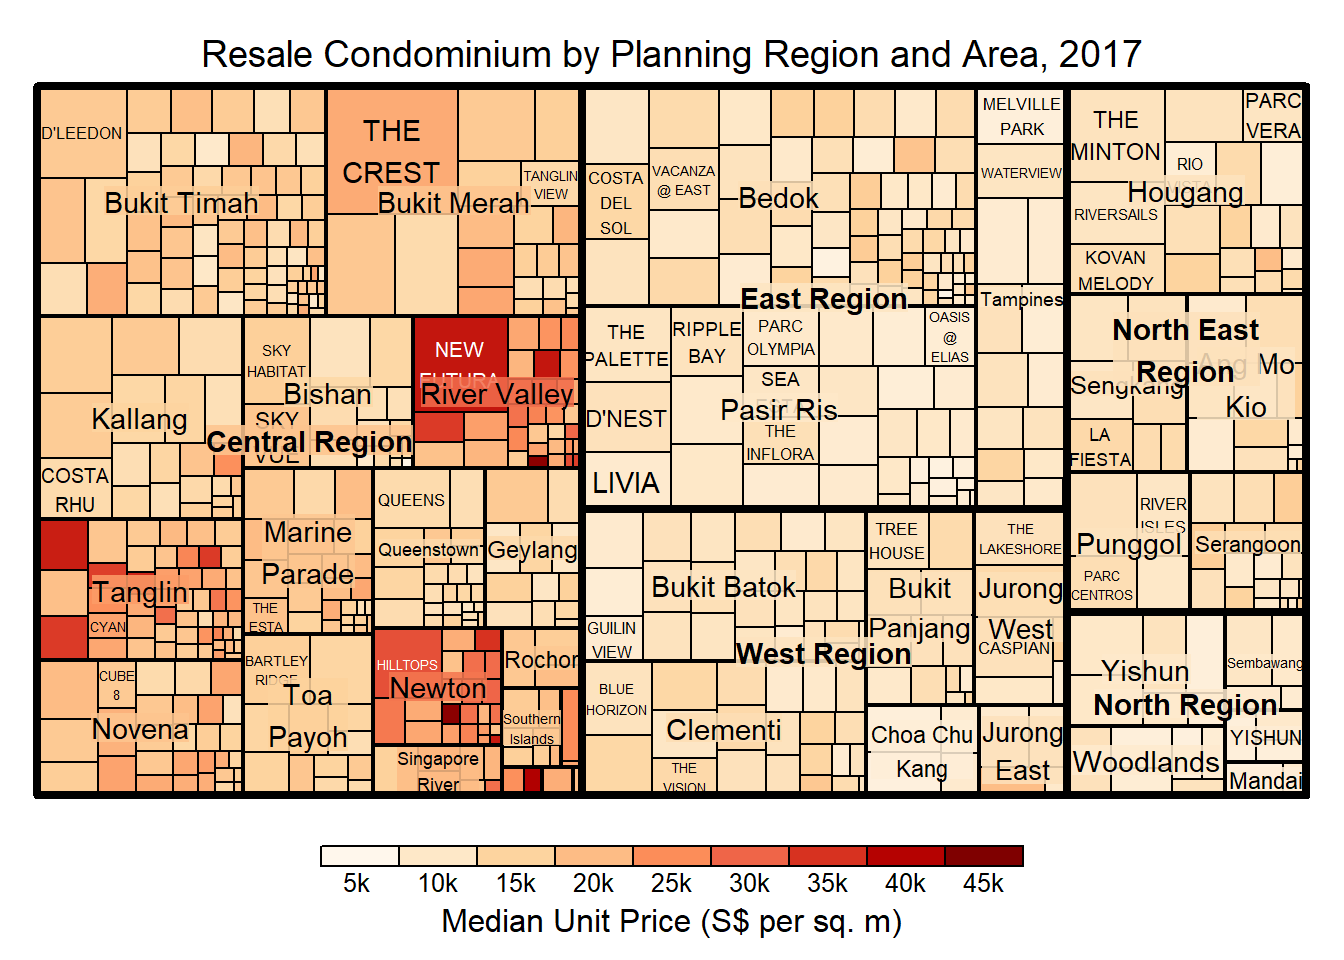 Resale Condominium by Planning Region and Area, 2017
D'LEEDON
Bukit Timah
THE
CREST
Bukit Merah
TANGLIN
VIEW
Kallang
COSTA
RHU
SKY
HABITAT
Bishan
SKY
VUE
NEW
FUTURA
River Valley
Central Region
Tanglin
CYAN
Marine
Parade
THE
ESTA
QUEENS
Queenstown
Geylang
Novena
CUBE
8
BARTLEY
RIDGE
Toa
Payoh
HILLTOPS
Newton
Rochor
Southern
Islands
Singapore
River
COSTA
DEL
SOL
VACANZA
@ EAST
Bedok
MELVILLE
PARK
WATERVIEW
Tampines
East Region
THE
PALETTE
RIPPLE
BAY
PARC
OLYMPIA
OASIS
@
ELIAS
SEA
D'NEST
Pasir Ris
THE
INFLORA
LIVIA
Bukit Batok
GUILIN
VIEW
TREE
HOUSE
Bukit
Panjang
THE
LAKESHORE
Jurong
West
CASPIAN
West Region
BLUE
HORIZON
Clementi
THE
VISION
Choa Chu
Kang
Jurong
East
THE
MINTON
PARC
VERA
RIO
VISTA
Hougang
RIVERSAILS
KOVAN
MELODY
North East
Region
Sengkang
Ang Mo
Kio
LA
FIESTA
RIVER
ISLES
Punggol
PARC
CENTROS
Serangoon
Yishun
Sembawang
North Region
YISHUN
Woodlands
Mandai
5k 10k 15k 20k 25k 30k 35k 40k 45k
Median Unit Price (S$ per sq. m)